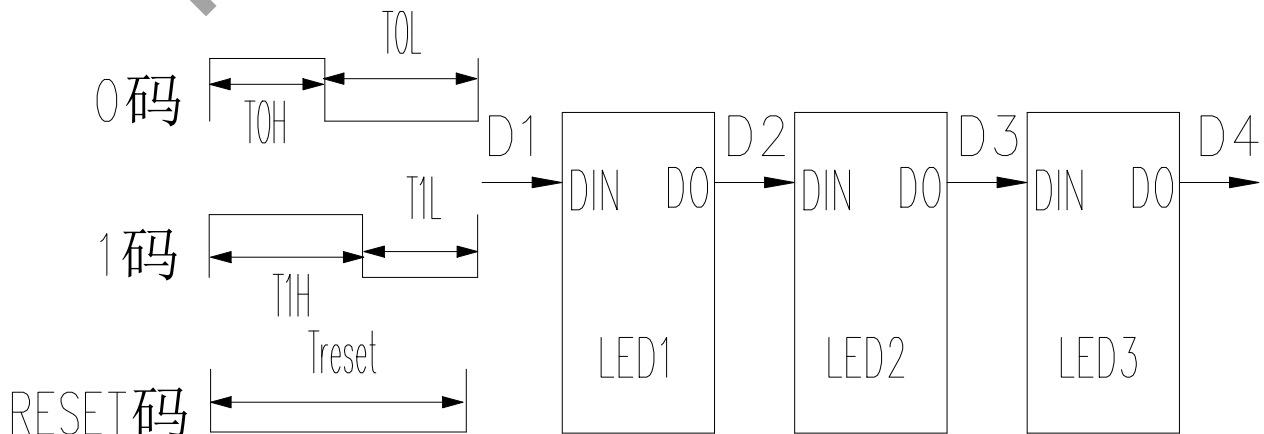 0码
T0H
T0L
1码
T1H
T1L
RESET码
Treset
D1
DIN DO
LED1
D2
DIN DO
LED2
D3
DIN DO
LED3
D4